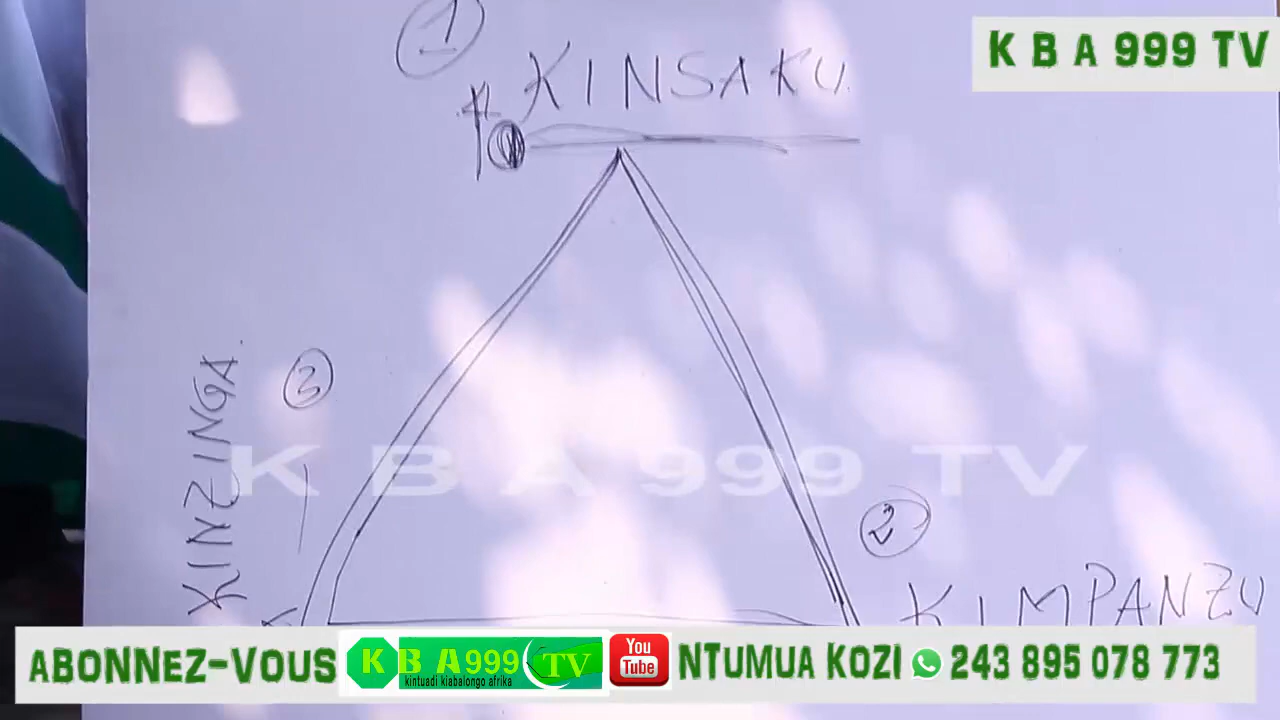 K B A 999 TV
1
KINSAKU.
3
KINZINGA.
K B A 999 TV
2
KIMPANZU
ABONNEZ-VOUS K B A 999 TV You Tube NTUMUA KOZI 243 895 078 773
kintuadi kiabalongo afrika